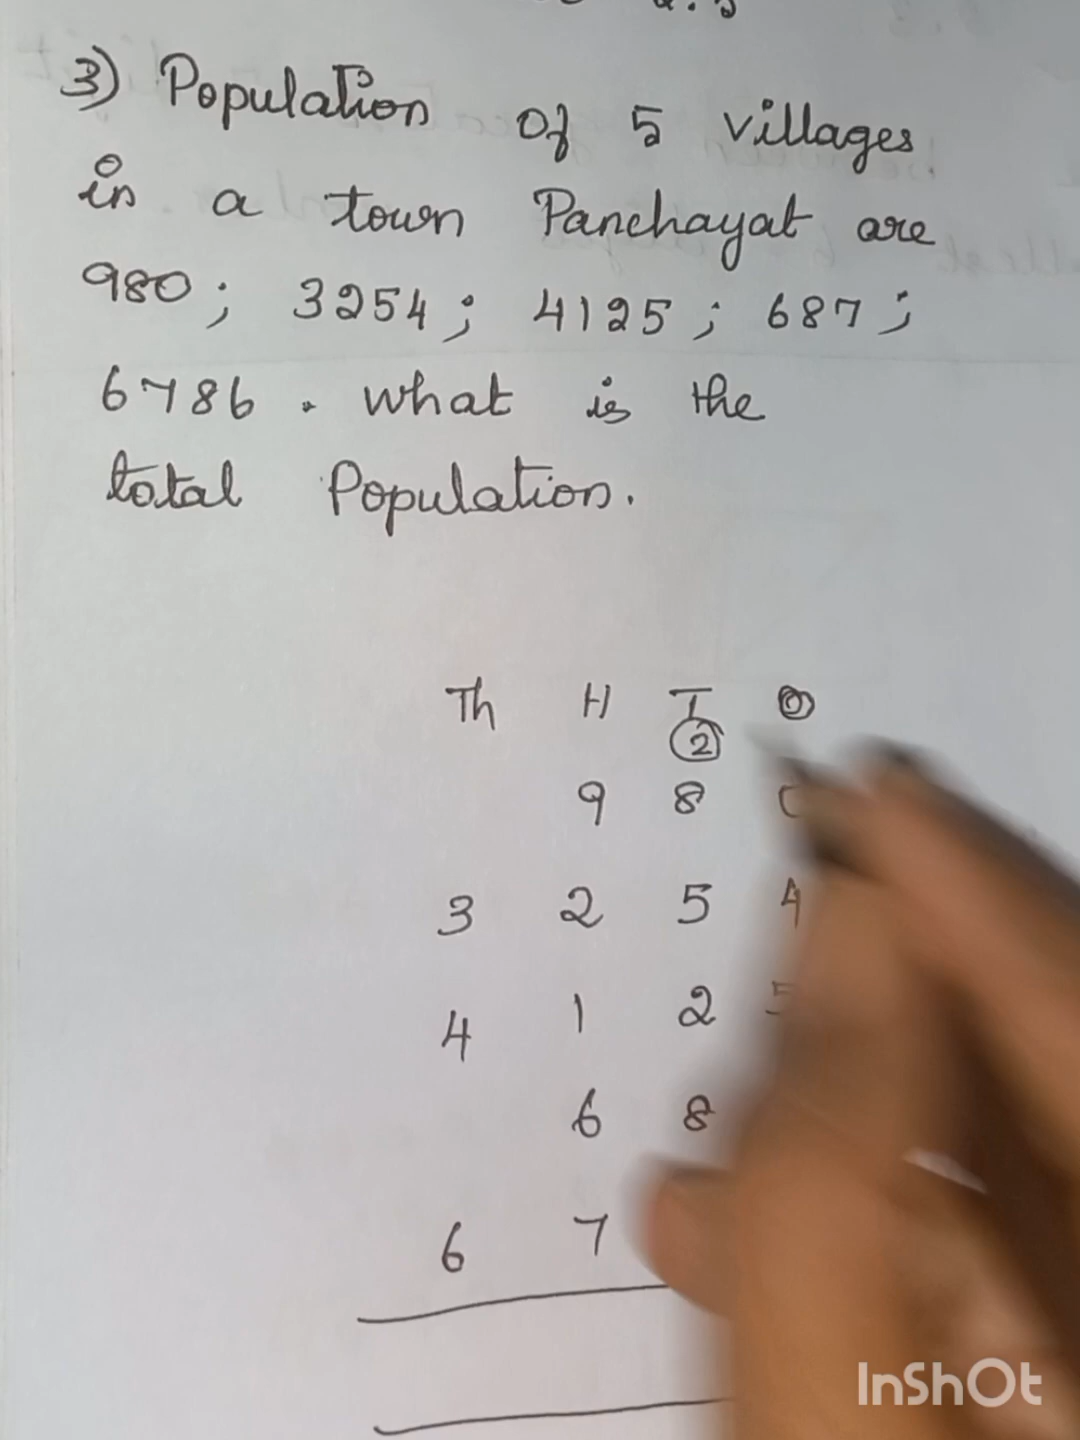 3) Population of 5 villages
in a town Panchayat are
980; 3254; 4125; 687;
6786. what is the
total Population.
Th H T O
2
9 8
3 2 5 4
4 1 2 5
6 8
6 7
InShOt